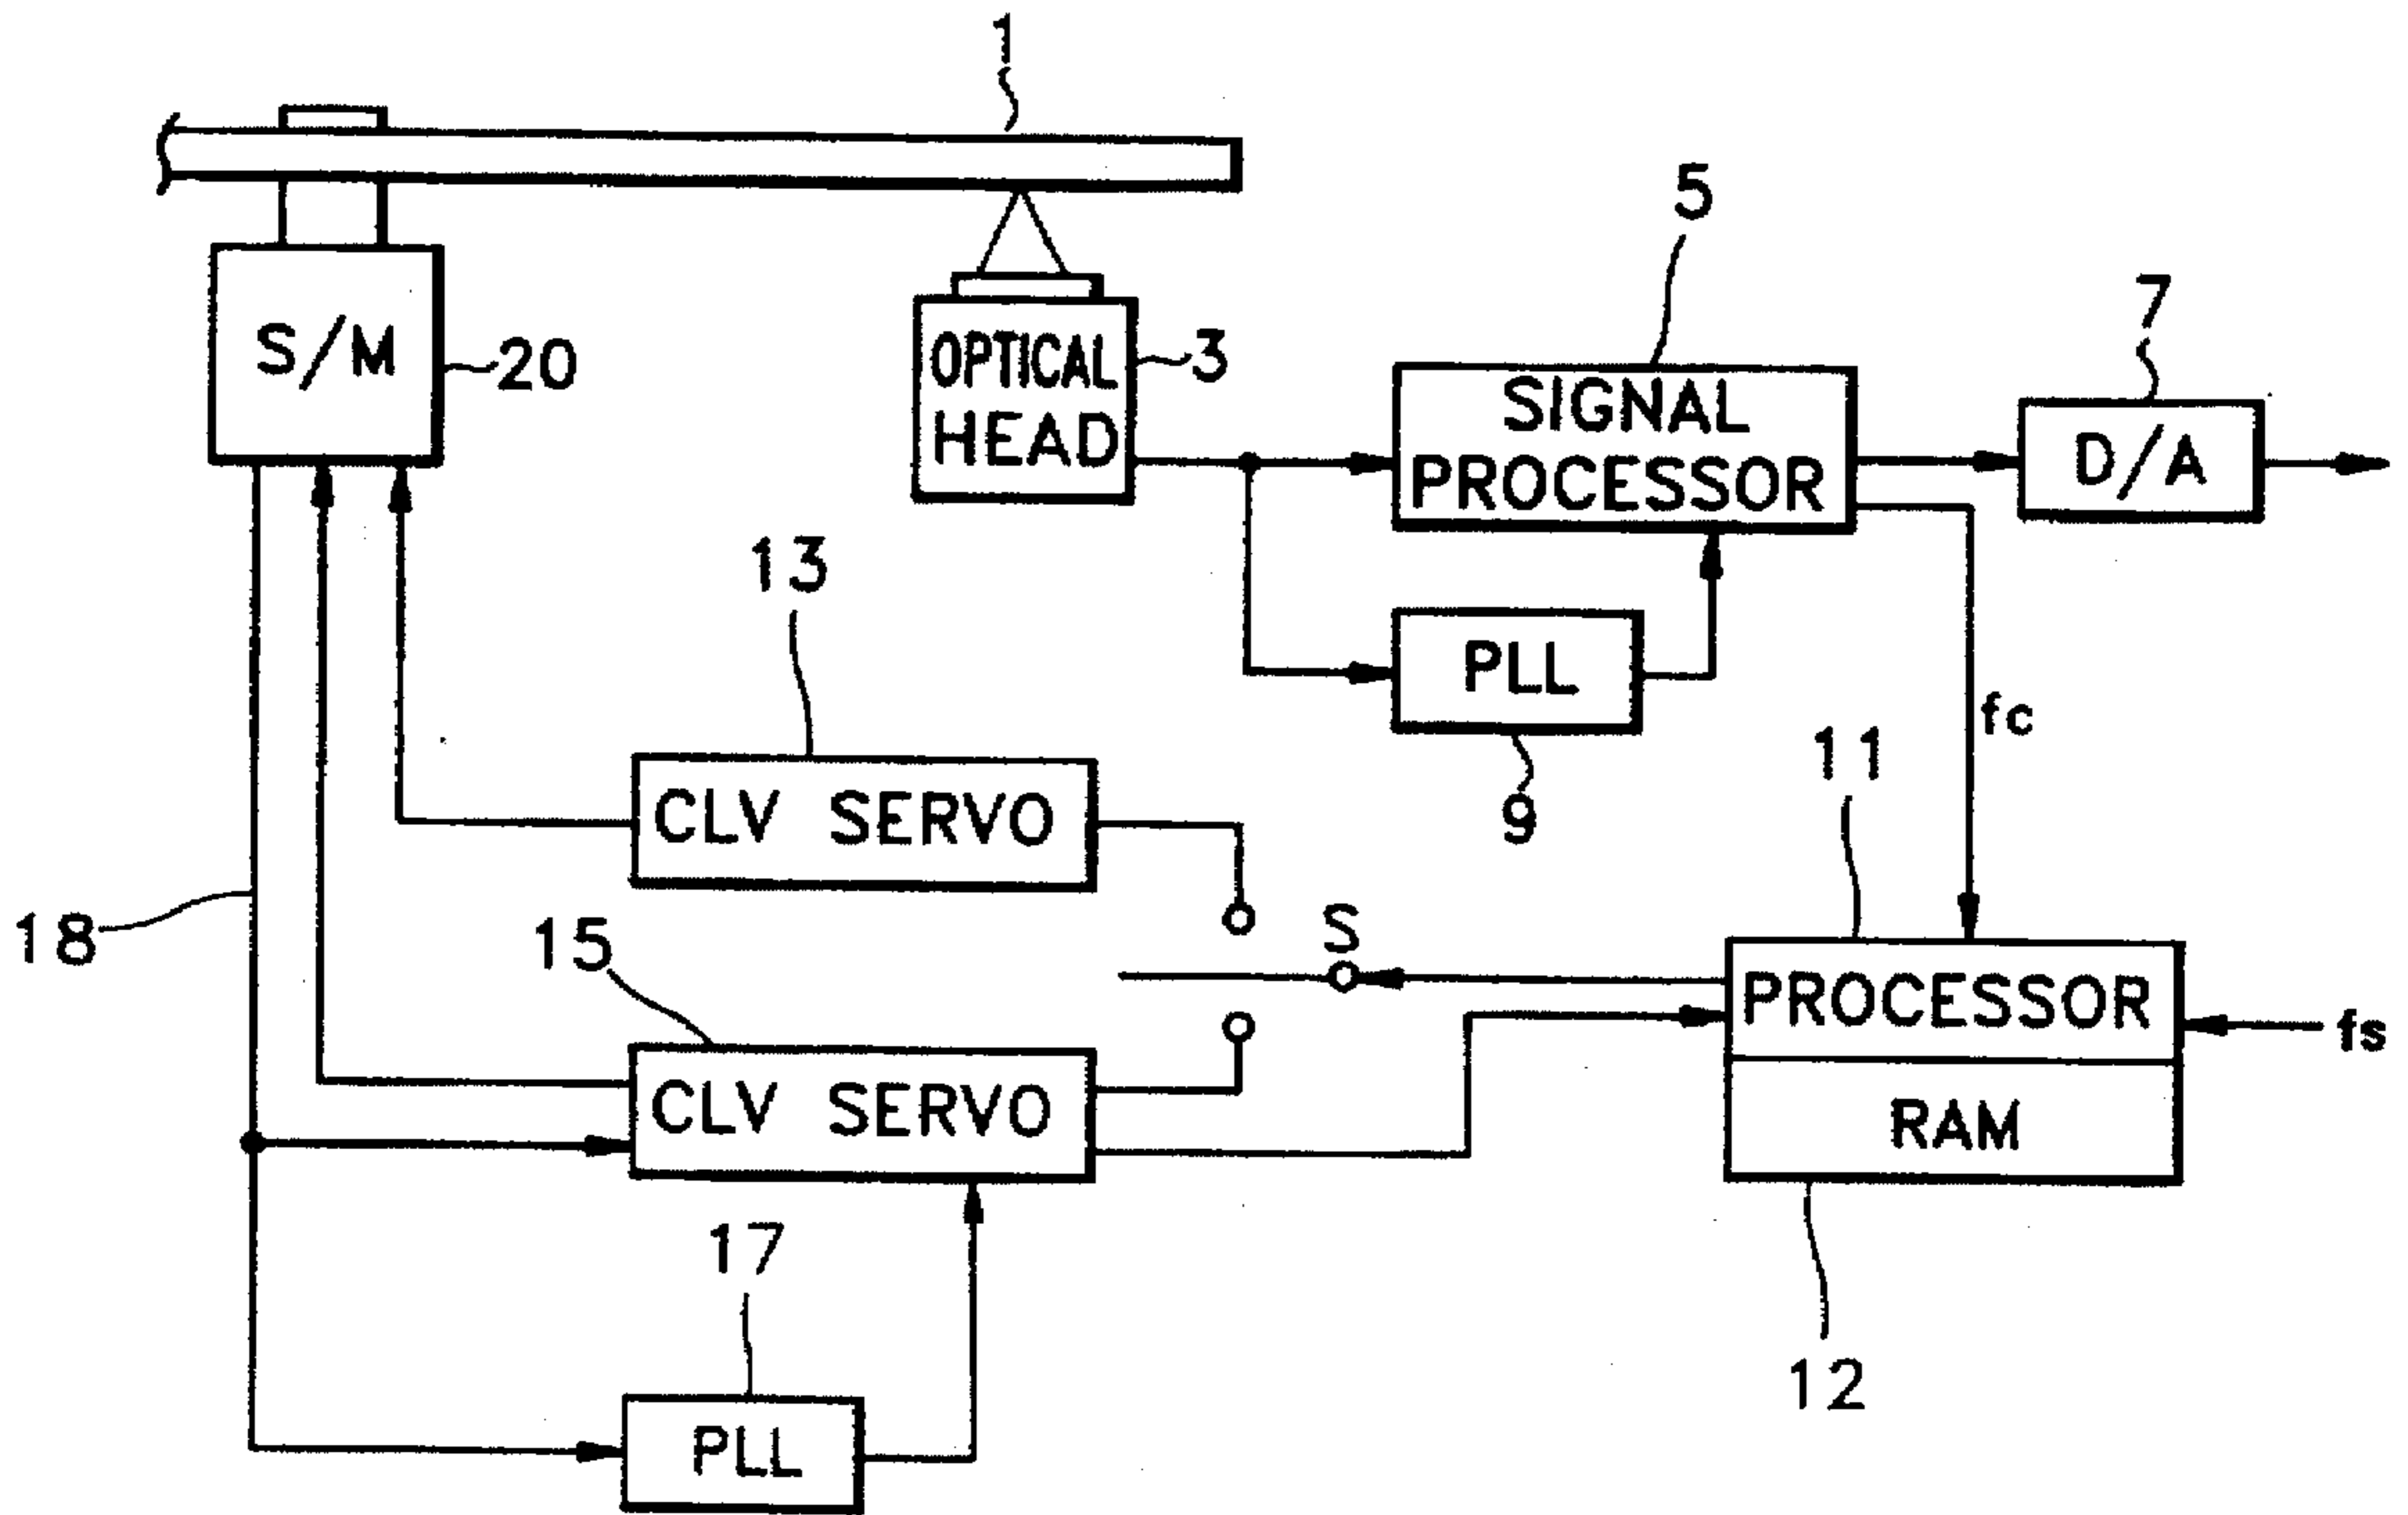 1
5
7
S/M
20
OPTICAL
HEAD
3
SIGNAL
PROCESSOR
D/A
13
PLL
fc
9
11
CLV SERVO
18
15
S
PROCESSOR
fs
CLV SERVO
RAM
17
12
PLL